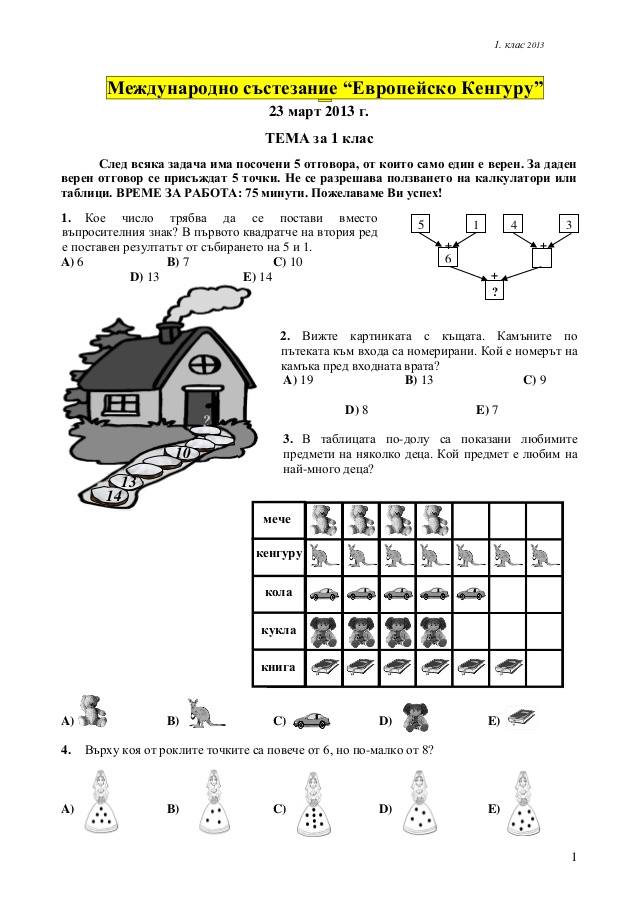 1. клас 2013
Международно състезание “Европейско Кенгуру”
23 март 2013 г.
ТЕМА за 1 клас
След всяка задача има посочени 5 отговора, от които само един е верен. За даден
верен отговор се присъждат 5 точки. Не се разрешава ползването на калкулатори или
таблици. ВРЕМЕ ЗА РАБОТА: 75 минути. Пожелаваме Ви успех!
1. Кое число трябва да се постави вместо
въпросителния знак? В първото квадратче на втория ред
е поставен резултатът от събирането на 5 и 1.
A) 6 B) 7 C) 10
D) 13 E) 14
5 1 4 3
+ +
6
+
?
2. Вижте картинката с къщата. Камъните по
пътеката към входа са номерирани. Кой е номерът на
камъка пред входната врата?
A) 19 B) 13 C) 9
D) 8 E) 7
?
10
13
14
3. В таблицата по-долу са показани любимите
предмети на няколко деца. Кой предмет е любим на
най-много деца?
мече
кенгуру
кола
кукла
книга
A) B) C) D) E)
4. Върху коя от роклите точките са повече от 6, но по-малко от 8?
A) B) C) D) E)
1